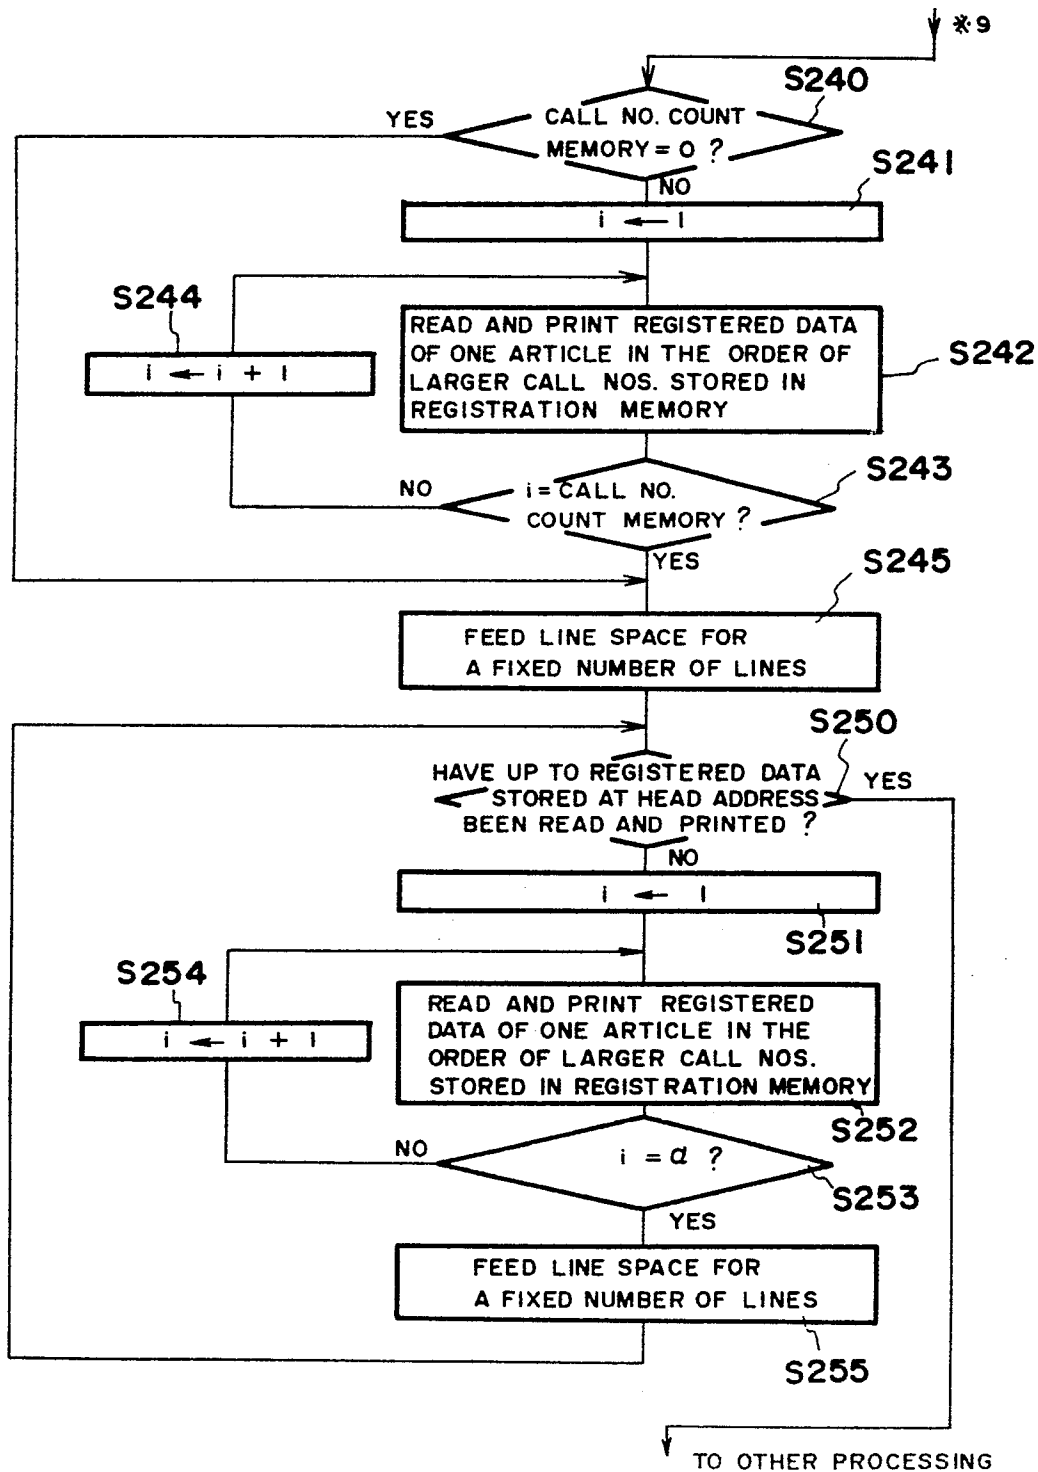 ※9
S240
YES
CALL NO. COUNT
MEMORY = 0 ?
NO
S241
i ← 1
S244
i ← i + 1
READ AND PRINT REGISTERED DATA
OF ONE ARTICLE IN THE ORDER OF
LARGER CALL NOS. STORED IN
REGISTRATION MEMORY
S242
S243
NO
i = CALL NO.
COUNT MEMORY ?
YES
S245
FEED LINE SPACE FOR
A FIXED NUMBER OF LINES
S250
HAVE UP TO REGISTERED DATA
STORED AT HEAD ADDRESS
BEEN READ AND PRINTED ?
YES
NO
i ← 1
S251
S254
i ← i + 1
READ AND PRINT REGISTERED
DATA OF ONE ARTICLE IN THE
ORDER OF LARGER CALL NOS.
STORED IN REGISTRATION MEMORY
S252
NO
i = d ?
S253
YES
FEED LINE SPACE FOR
A FIXED NUMBER OF LINES
S255
TO OTHER PROCESSING